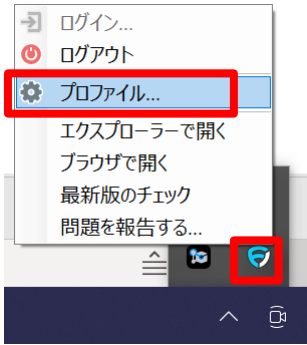 ログイン...
ログアウト
プロファイル...
エクスプローラーで開く
ブラウザで開く
最新版のチェック
問題を報告する...